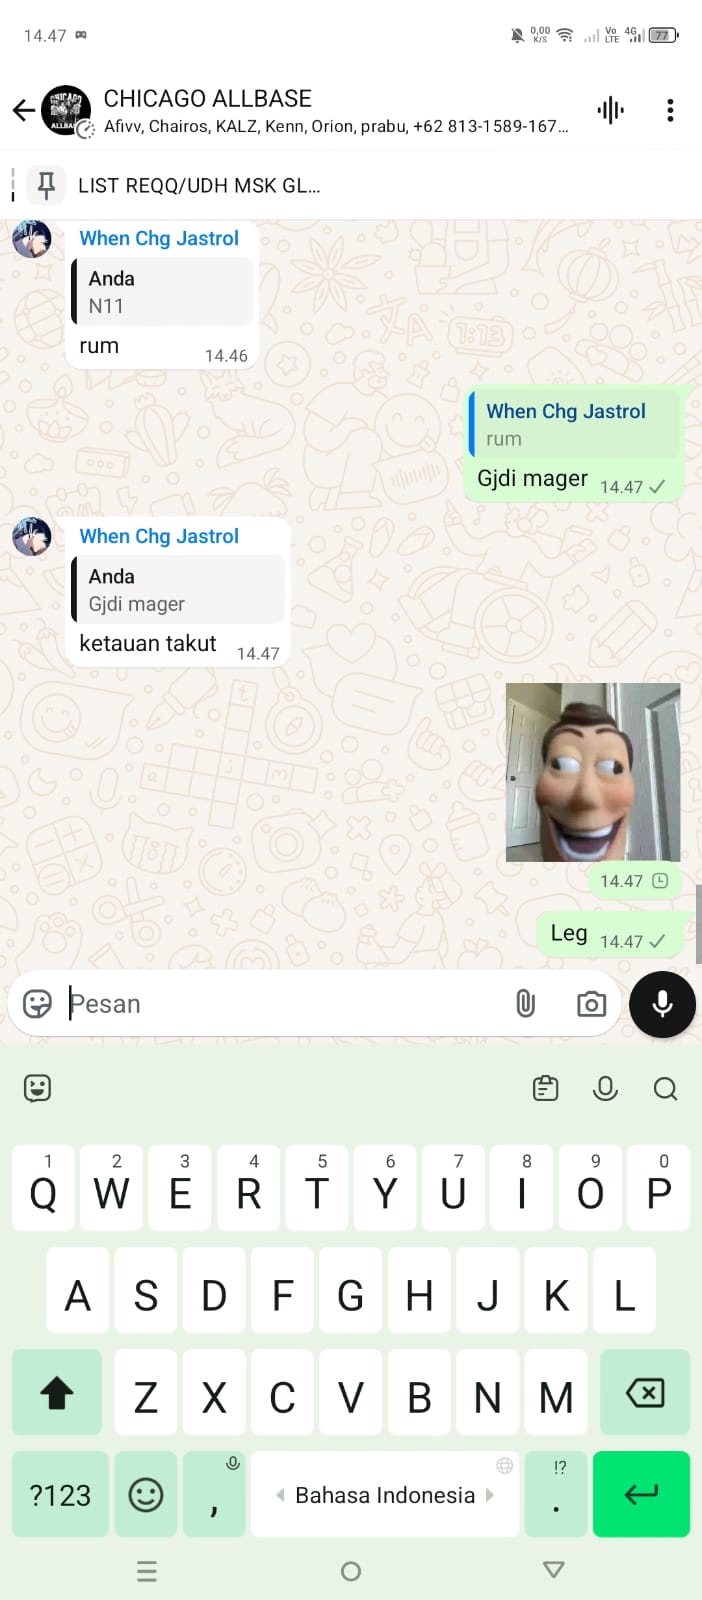 14.47
0,00 K/S
Vo LTE
4G
77
CHICAGO ALLBASE
Afivv, Chairos, KALZ, Kenn, Orion, prabu, +62 813-1589-167...
LIST REQQ/UDH MSK GL...
When Chg Jastrol
Anda
N11
rum
14.46
When Chg Jastrol
rum
Gjdi mager 14.47
When Chg Jastrol
Anda
Gjdi mager
ketauan takut 14.47
14.47
Leg 14.47
Pesan
1 2 3 4 5 6 7 8 9 0
Q W E R T Y U I O P
A S D F G H J K L
Z X C V B N M
!?
?123 , Bahasa Indonesia .